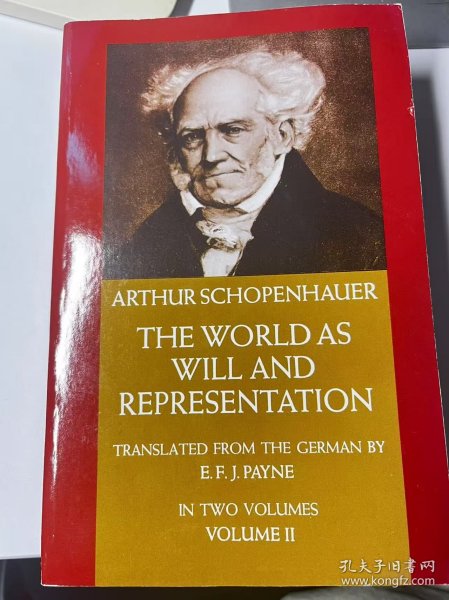 ARTHUR SCHOPENHAUER
THE WORLD AS
WILL AND
REPRESENTATION
TRANSLATED FROM THE GERMAN BY
E. F. J. PAYNE
IN TWO VOLUMES
VOLUME II
孔夫子旧书网
www.kongfz.com